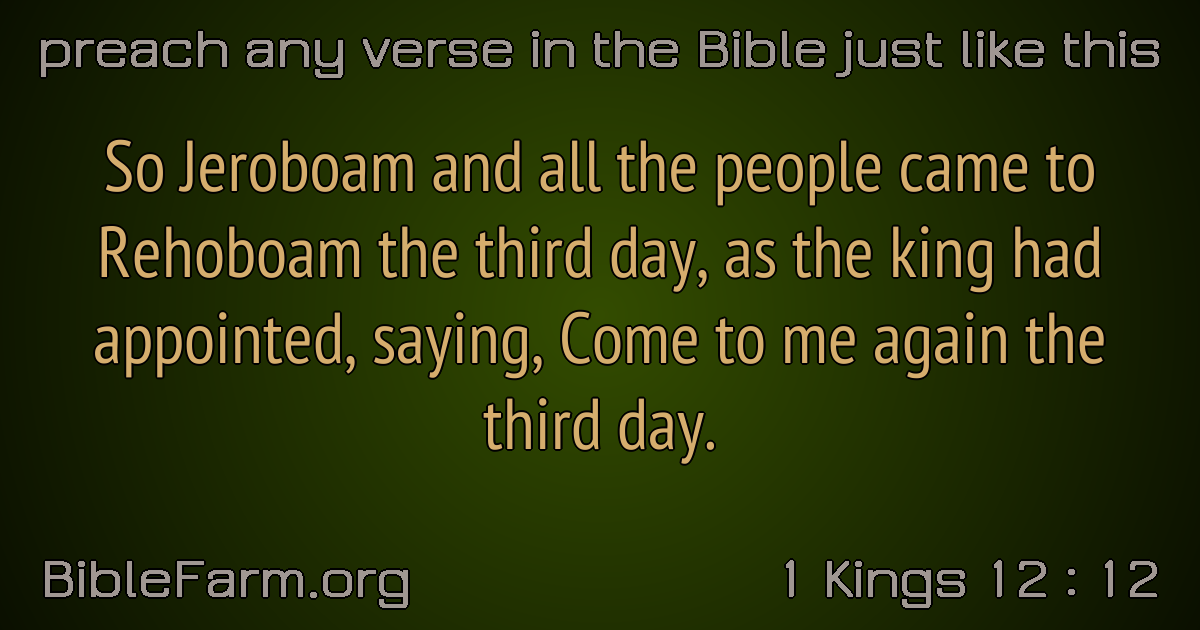 preach any verse in the Bible just like this
So Jeroboam and all the people came to
Rehoboam the third day, as the king had
appointed, saying, Come to me again the
third day.
BibleFarm.org
1 Kings 12 : 12